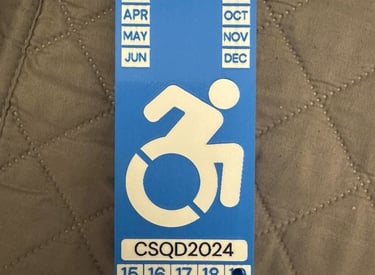 APR OCT
MAY NOV
JUN DEC
CSQD2024
15 16 17 18